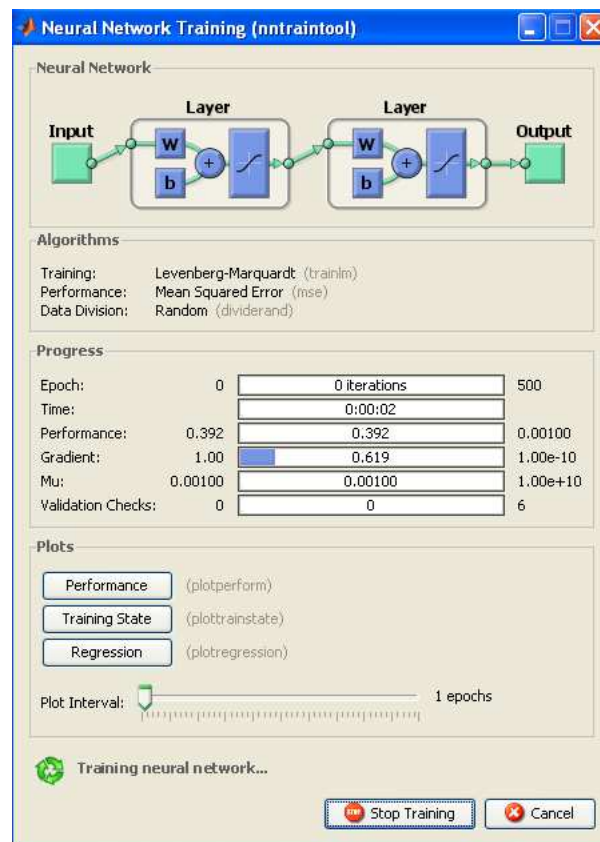 Neural Network Training (nntraintool)
Neural Network
Layer
Layer
Input
Output
W
b
+
W
b
+
Algorithms
Training: Levenberg-Marquardt (trainlm)
Performance: Mean Squared Error (mse)
Data Division: Random (dividerand)
Progress
Epoch: 0 0 iterations 500
Time: 0:00:02
Performance: 0.392 0.392 0.00100
Gradient: 1.00 0.619 1.00e-10
Mu: 0.00100 0.00100 1.00e+10
Validation Checks: 0 0 6
Plots
Performance (plotperform)
Training State (plottrainstate)
Regression (plotregression)
Plot Interval: 1 epochs
Training neural network...
Stop Training Cancel